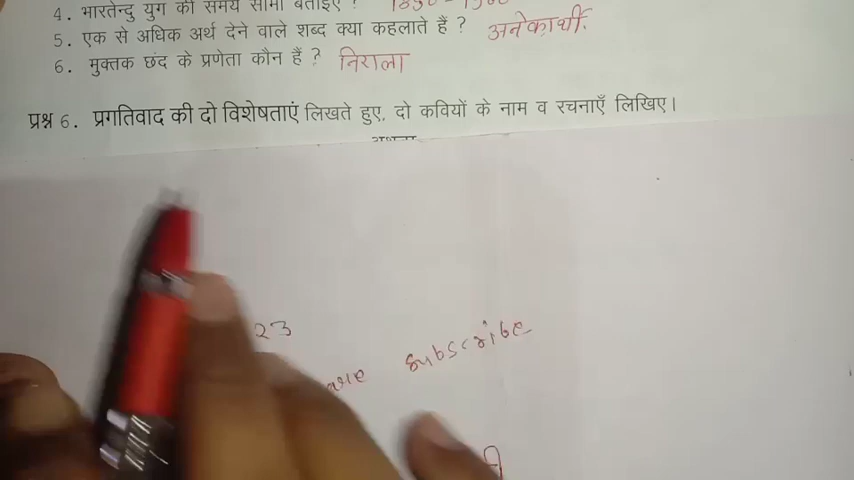 4. भारतेन्दु युग की समय सीमा बताइए ?
5. एक से अधिक अर्थ देने वाले शब्द क्या कहलाते हैं ? अनेकार्थी.
6. मुक्तक छंद के प्रणेता कौन हैं ? निराला
प्रश्न 6. प्रगतिवाद की दो विशेषताएं लिखते हुए, दो कवियों के नाम व रचनाएँ लिखिए।
23
subscribe